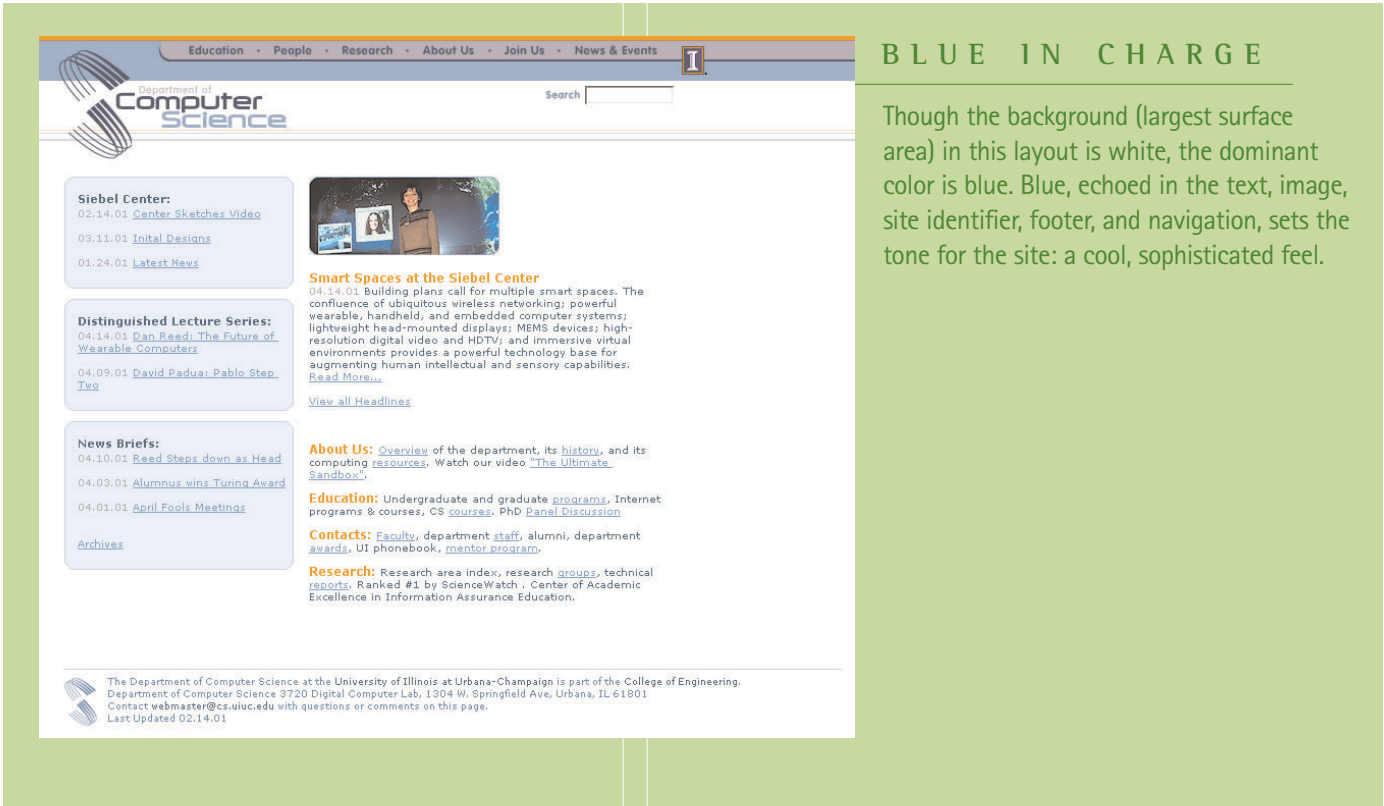 Education • People • Research • About Us • Join Us • News & Events
I
Department of
Computer
Science
Search
Siebel Center:
02.14.01 Center Sketches Video
03.11.01 Inital Designs
01.24.01 Latest News
Distinguished Lecture Series:
04.14.01 Dan Reed: The Future of
Wearable Computers
04.09.01 David Padua: Pablo Step
Two
News Briefs:
04.10.01 Reed Steps down as Head
04.03.01 Alumnus wins Turing Award
04.01.01 April Fools Meetings
Archives
Smart Spaces at the Siebel Center
04.14.01 Building plans call for multiple smart spaces. The
confluence of ubiquitous wireless networking; powerful
wearable, handheld, and embedded computer systems;
lightweight head-mounted displays; MEMS devices; high-
resolution digital video and HDTV; and immersive virtual
environments provides a powerful technology base for
augmenting human intellectual and sensory capabilities.
Read More...
View all Headlines
About Us: Overview of the department, its history, and its
computing resources. Watch our video "The Ultimate
Sandbox".
Education: Undergraduate and graduate programs, Internet
programs & courses, CS courses. PhD Panel Discussion
Contacts: Faculty, department staff, alumni, department
awards, UI phonebook, mentor program.
Research: Research area index, research groups, technical
reports. Ranked #1 by ScienceWatch . Center of Academic
Excellence in Information Assurance Education.
The Department of Computer Science at the University of Illinois at Urbana-Champaign is part of the College of Engineering.
Department of Computer Science 3720 Digital Computer Lab, 1304 W. Springfield Ave, Urbana, IL 61801
Contact webmaster@cs.uiuc.edu with questions or comments on this page.
Last Updated 02.14.01
BLUE IN CHARGE
Though the background (largest surface
area) in this layout is white, the dominant
color is blue. Blue, echoed in the text, image,
site identifier, footer, and navigation, sets the
tone for the site: a cool, sophisticated feel.